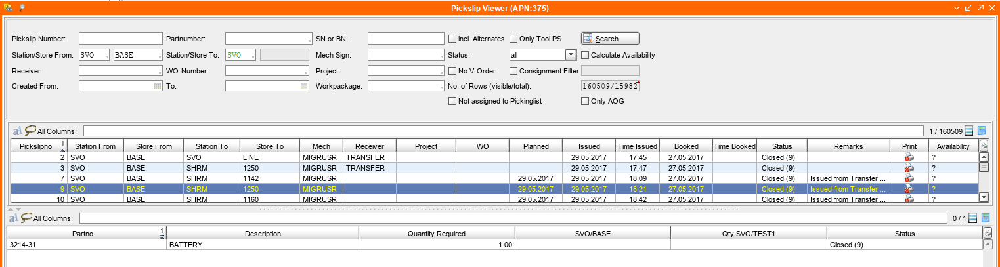 Pickslip Viewer (APN:375)
Pickslip Number: Partnumber: SN or BN: incl. Alternates Only Tool PS Search
Station/Store From: SVO BASE Station/Store To: SVO Mech Sign: Status: all Calculate Availability
Receiver: WO-Number: Project: No V-Order Consignment Filter
Created From: To: Workpackage: No. of Rows (visible/total): 160509/15982
Not assigned to Pickinglist Only AOG
All Columns: 1 / 160509
Pickslipno 1 Station From Store From Station To Store To Mech Receiver Project WO Planned Issued Time Issued Booked Time Booked Status Remarks Print Availability
2 SVO BASE SVO LINE MIGRUSR TRANSFER 29.05.2017 17:45 27.05.2017 Closed (9) ?
3 SVO BASE SHRM 1250 MIGRUSR TRANSFER 29.05.2017 17:47 27.05.2017 Closed (9) ?
7 SVO BASE SHRM 1142 MIGRUSR 29.05.2017 29.05.2017 18:09 27.05.2017 Closed (9) Issued from Transfer ... ?
9 SVO BASE SHRM 1250 MIGRUSR 29.05.2017 29.05.2017 18:21 27.05.2017 Closed (9) Issued from Transfer ... ?
10 SVO BASE SHRM 1160 MIGRUSR 29.05.2017 29.05.2017 18:42 27.05.2017 Closed (9) Issued from Transfer ... ?
All Columns: 0 / 1
Partno 1 Description Quantity Required SVO/BASE Qty SVO/TEST1 Status
3214-31 BATTERY 1.00 Closed (9)